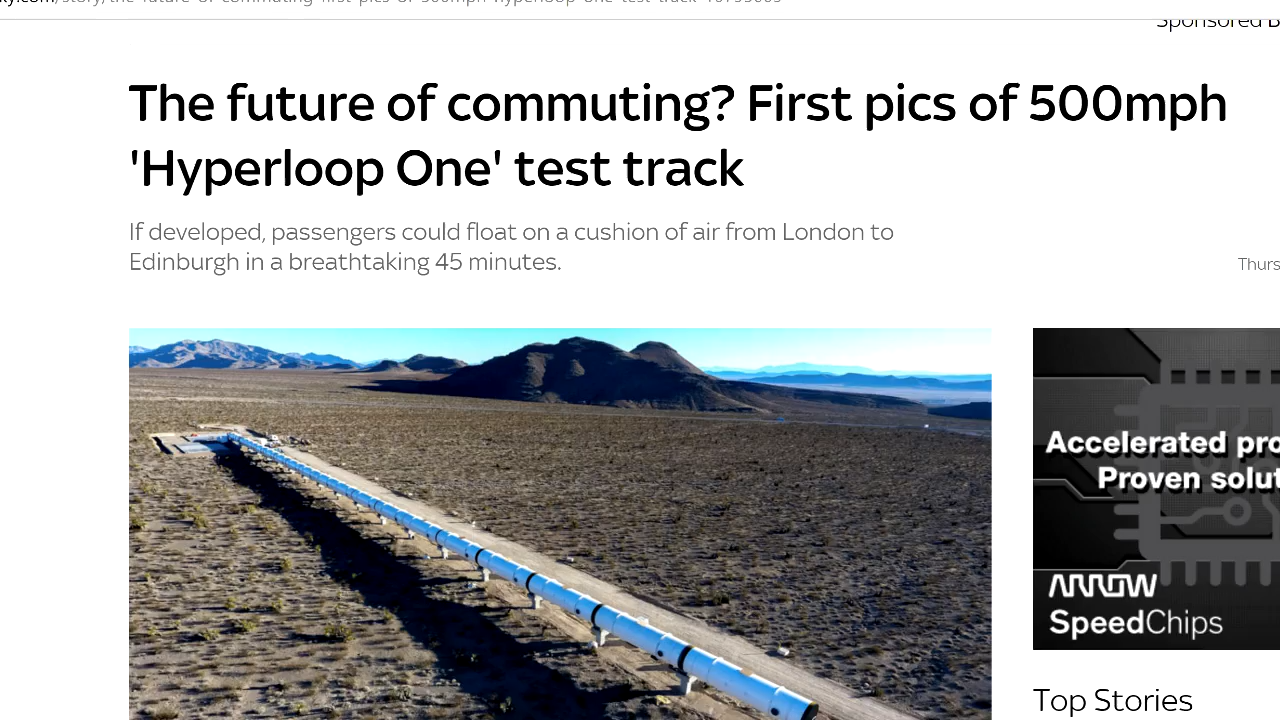 Sponsored B
The future of commuting? First pics of 500mph
'Hyperloop One' test track
If developed, passengers could float on a cushion of air from London to
Edinburgh in a breathtaking 45 minutes.
Thurs
Accelerated pro
Proven solut
ARROW
SpeedChips
Top Stories